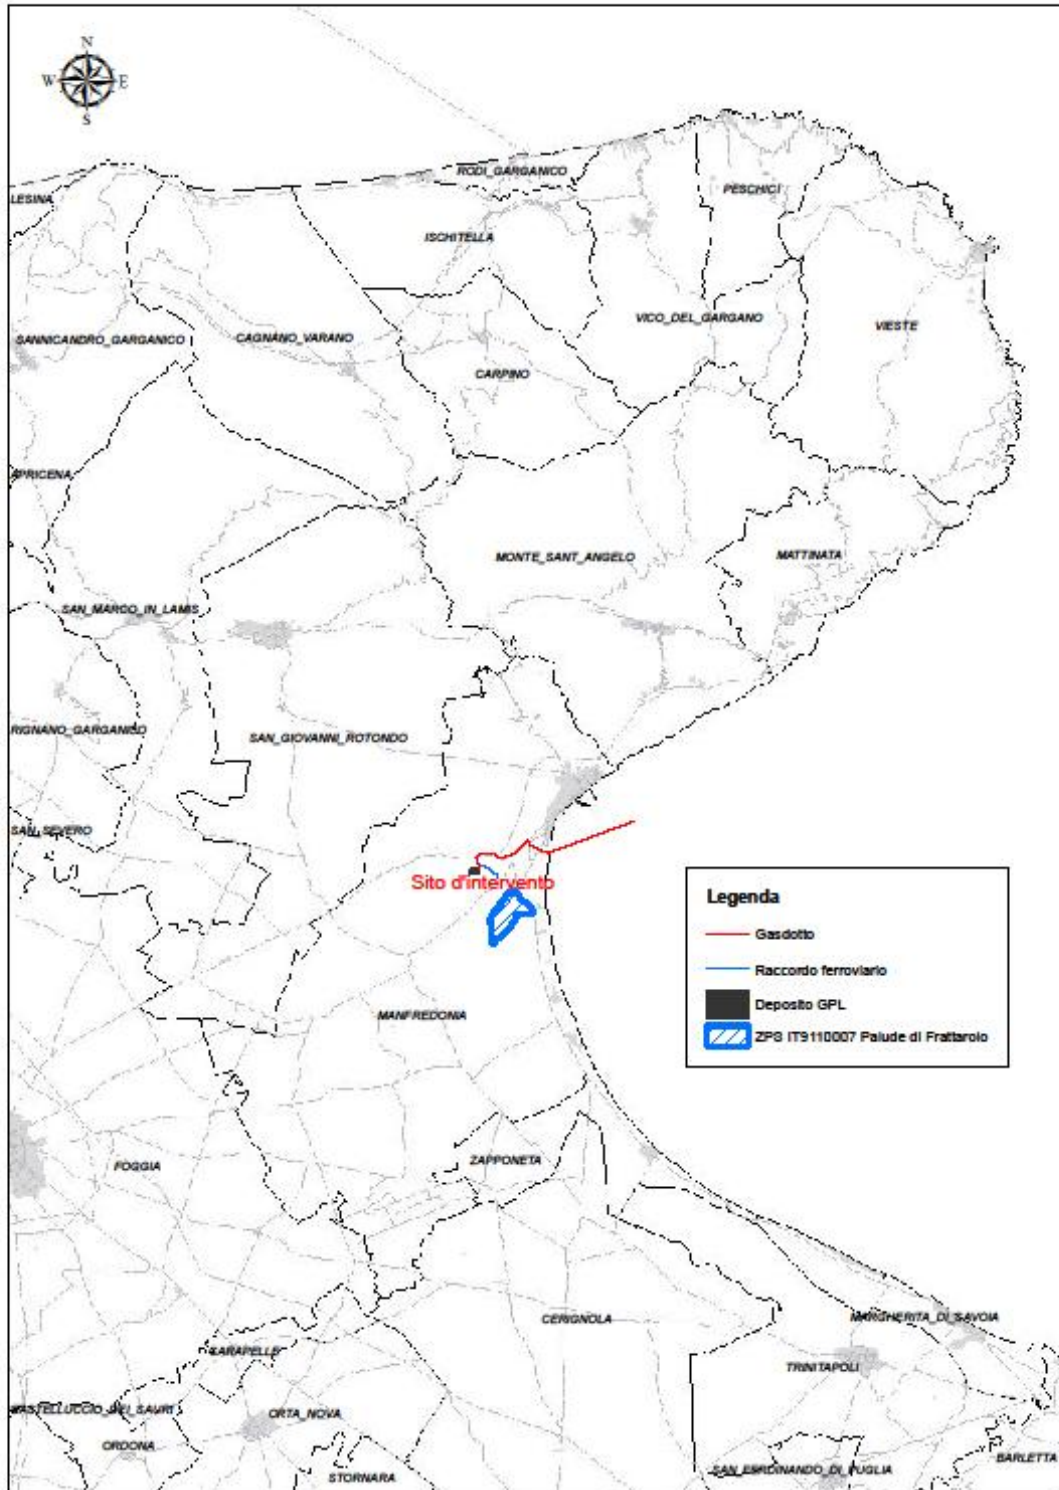 N
W E
S
RODI_GARGANICO
LESINA
PESCHICI
ISCHITELLA
VICO_DEL_GARGANO
VIESTE
SANNICANDRO_GARGANICO
CAGNANO_VARANO
CARPINO
APRICENA
MONTE_SANT_ANGELO
MATTINATA
SAN_MARCO_IN_LAMIS
RIGNANO_GARGANICO
SAN_GIOVANNI_ROTONDO
SAN_SEVERO
Sito d'intervento
Legenda
Gasdotto
Raccordo ferroviario
Deposito GPL
ZPS IT9110007 Palude di Frattarolo
MANFREDONIA
FOGGIA
ZAPPONETA
CERIGNOLA
MARGHERITA_DI_SAVOIA
CARAPELLE
TRINITAPOLI
CASTELLUCCIO_DEI_SAURI
ORTA_NOVA
ORDONA
BARLETTA
STORNARA
SAN_FERDINANDO_DI_PUGLIA